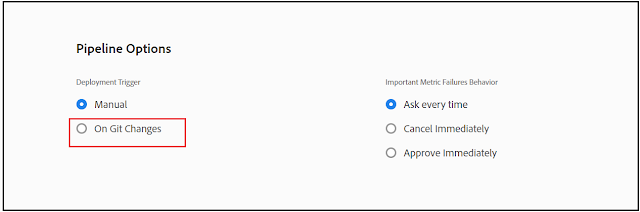 Pipeline Options
Deployment Trigger
Manual
On Git Changes
Important Metric Failures Behavior
Ask every time
Cancel Immediately
Approve Immediately